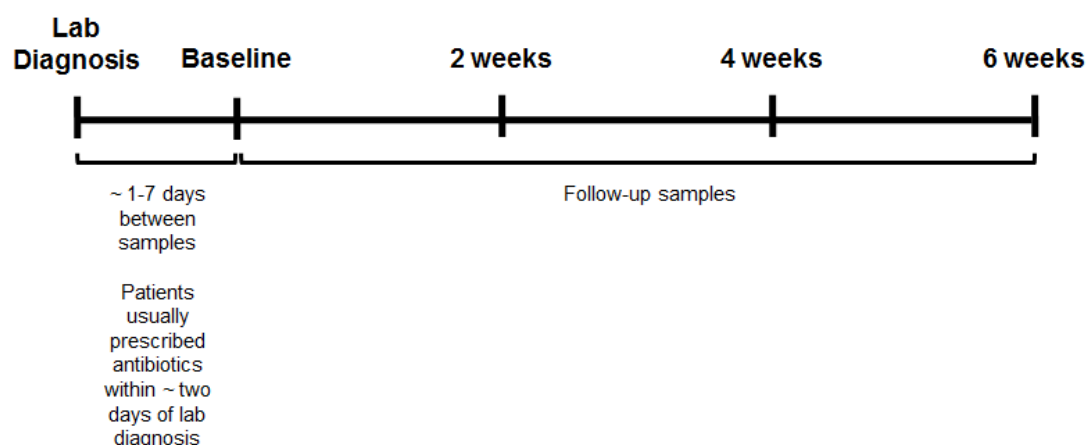 Lab
Diagnosis
Baseline
2 weeks
4 weeks
6 weeks
~ 1-7 days
between
samples
Follow-up samples
Patients
usually
prescribed
antibiotics
within ~ two
days of lab
diagnosis